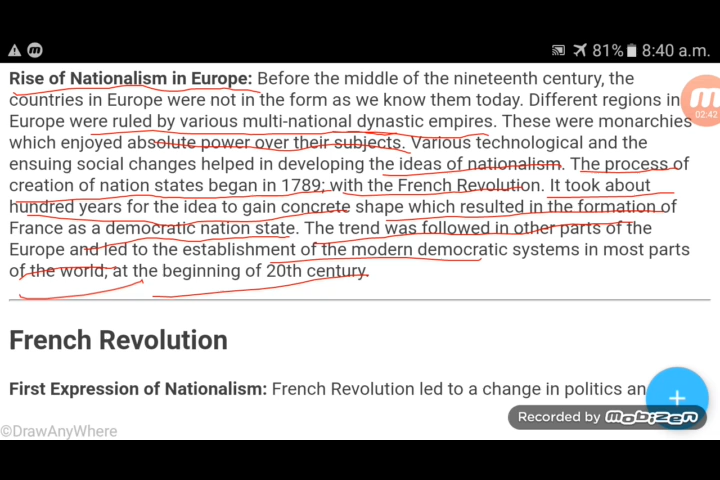 81% 8:40 a.m.
Rise of Nationalism in Europe: Before the middle of the nineteenth century, the
countries in Europe were not in the form as we know them today. Different regions in
Europe were ruled by various multi-national dynastic empires. These were monarchies
which enjoyed absolute power over their subjects. Various technological and the
ensuing social changes helped in developing the ideas of nationalism. The process of
creation of nation states began in 1789; with the French Revolution. It took about
hundred years for the idea to gain concrete shape which resulted in the formation of
France as a democratic nation state. The trend was followed in other parts of the
Europe and led to the establishment of the modern democratic systems in most parts
of the world; at the beginning of 20th century.
02:42
French Revolution
First Expression of Nationalism: French Revolution led to a change in politics an
Recorded by mobizen
©DrawAnyWhere